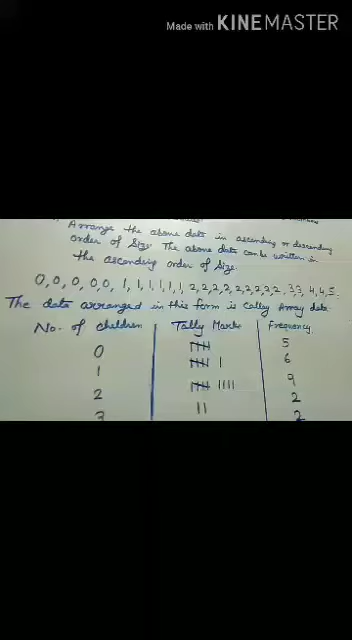 Made with KINEMASTER
Arrange the above data in ascending or descending
order of Size. The above data can be written in
the ascending order of Size.
0,0,0,0,0, 1,1,1,1,1,1, 2,2,2,2,2,2,2,2,2, 3,3, 4,4,5.
The data arranged in this form is Calley Array data.
No. of children Tally Marks Frequency
0 5
1 6
2 9
3 2
2